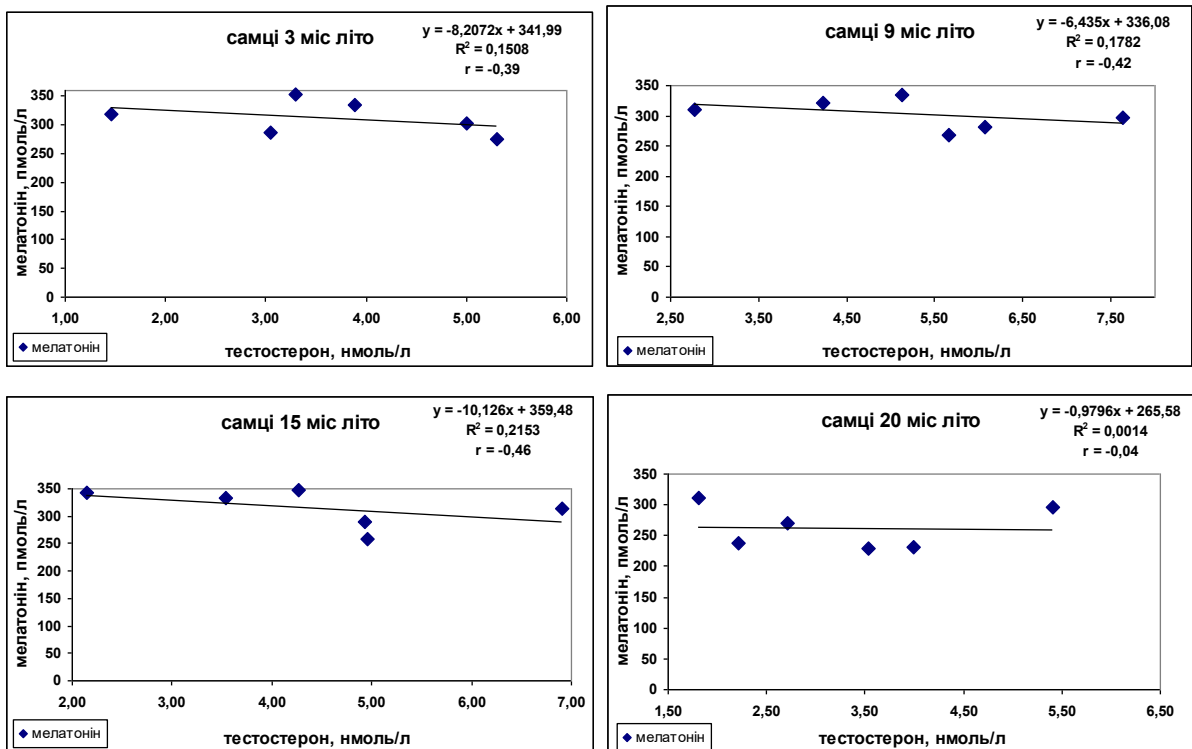 самці 3 міс літо
y = -8,2072x + 341,99
R² = 0,1508
r = -0,39
мелатонін, пмоль/л
350
300
250
200
150
100
50
0
1,00 2,00 3,00 4,00 5,00 6,00
тестостерон, нмоль/л
мелатонін
самці 9 міс літо
y = -6,435x + 336,08
R² = 0,1782
r = -0,42
мелатонін, пмоль/л
350
300
250
200
150
100
50
0
2,50 3,50 4,50 5,50 6,50 7,50
тестостерон, нмоль/л
мелатонін
самці 15 міс літо
y = -10,126x + 359,48
R² = 0,2153
r = -0,46
мелатонін, пмоль/л
350
300
250
200
150
100
50
0
2,00 3,00 4,00 5,00 6,00 7,00
тестостерон, нмоль/л
мелатонін
самці 20 міс літо
y = -0,9796x + 265,58
R² = 0,0014
r = -0,04
мелатонін, пмоль/л
350
300
250
200
150
100
50
0
1,50 2,50 3,50 4,50 5,50 6,50
тестостерон, нмоль/л
мелатонін